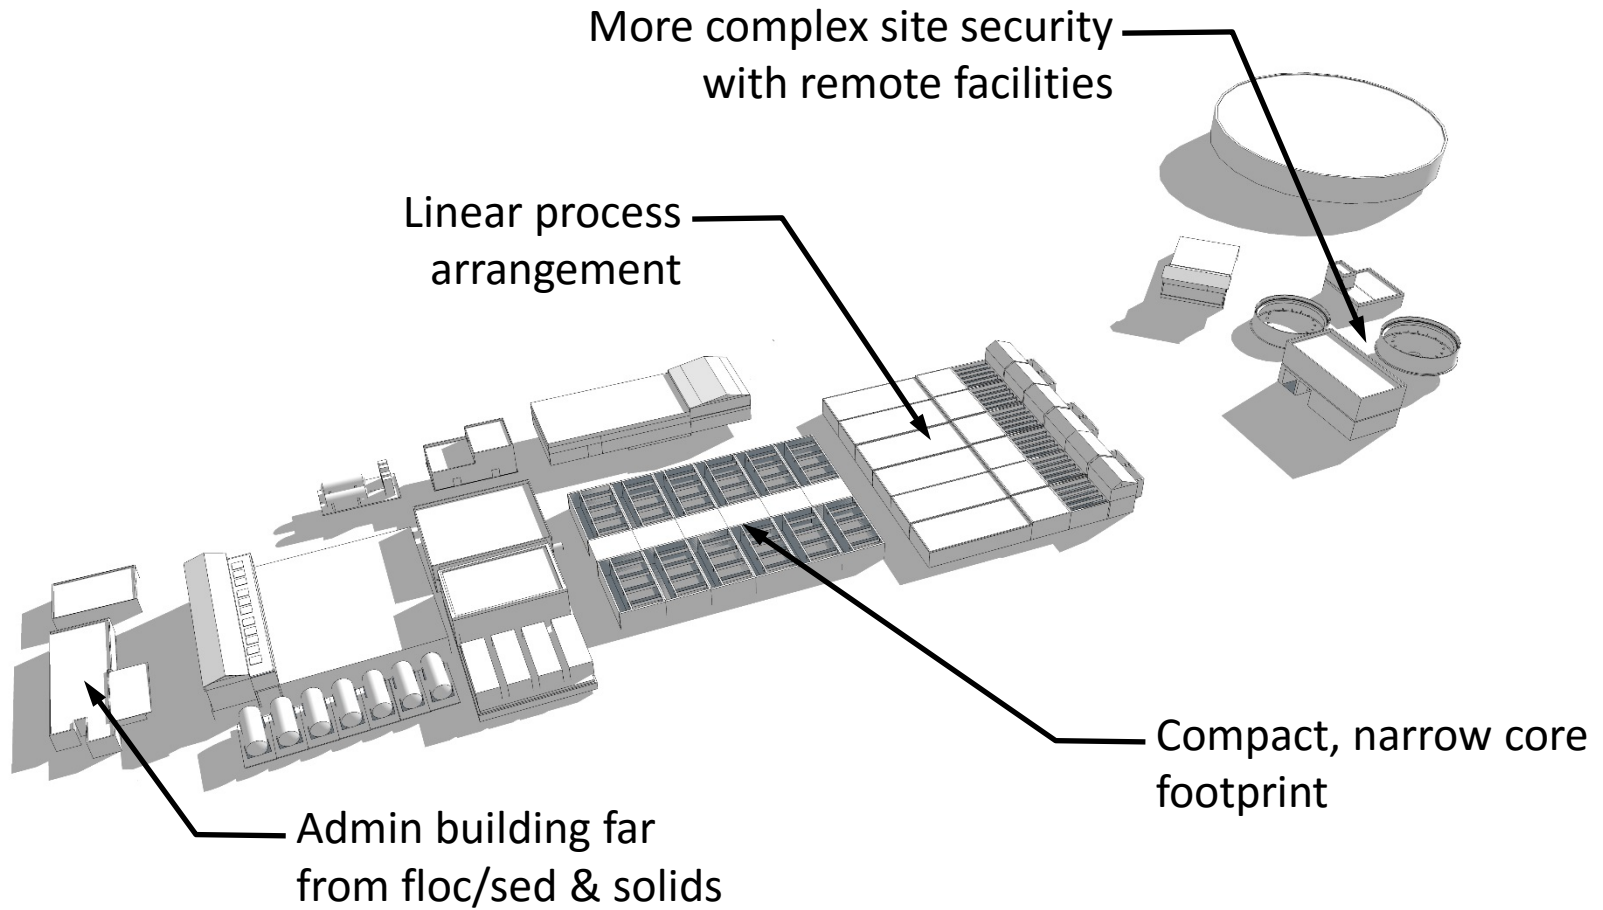 More complex site security
with remote facilities
Linear process
arrangement
Compact, narrow core
footprint
Admin building far
from floc/sed & solids